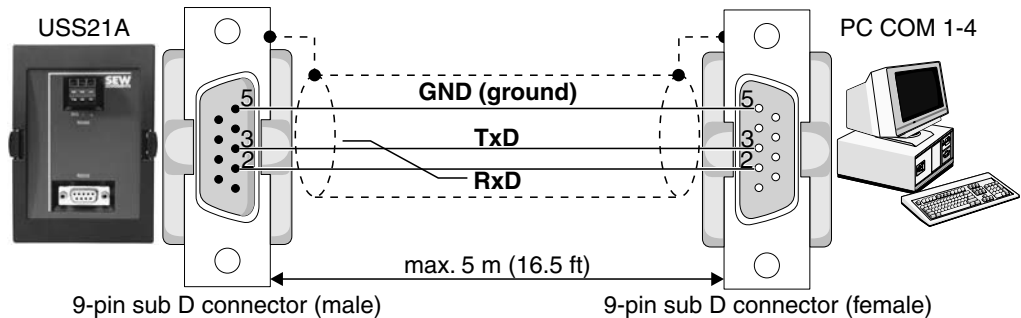 USS21A
PC COM 1-4
SEW
5
GND (ground)
5
3
TxD
3
2
RxD
2
max. 5 m (16.5 ft)
9-pin sub D connector (male)
9-pin sub D connector (female)